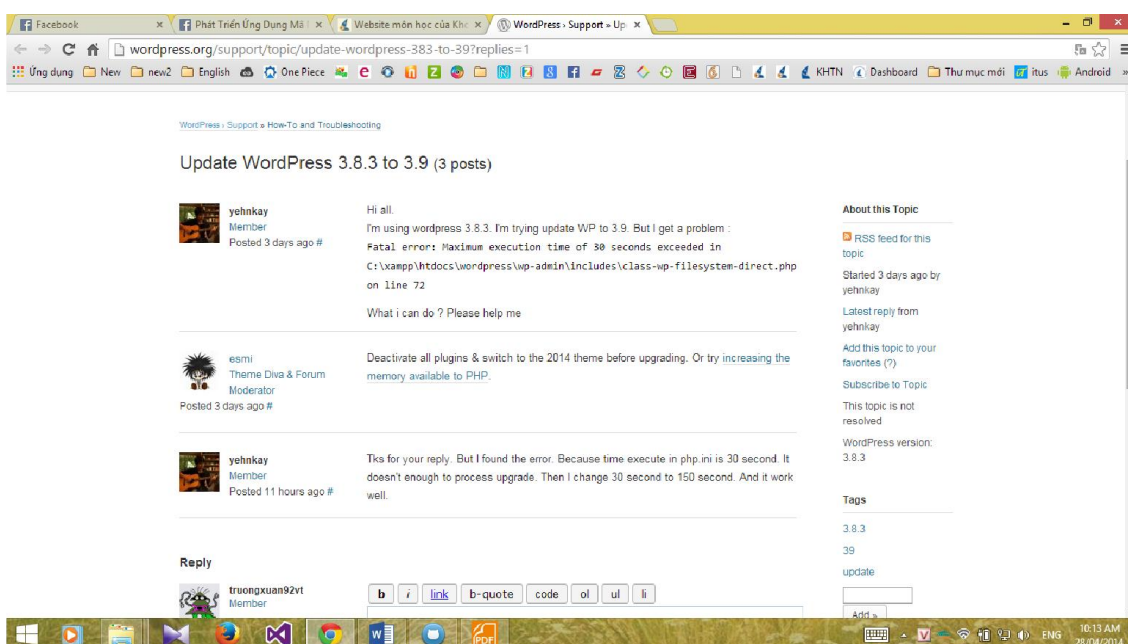 Facebook
Phát Triển Ứng Dụng Mã
Website môn học của Kho
WordPress › Support » Up
wordpress.org/support/topic/update-wordpress-383-to-39?replies=1
Ứng dụng New new2 English One Piece KHTN Dashboard Thư mục mới itus Android »
WordPress › Support » How-To and Troubleshooting
Update WordPress 3.8.3 to 3.9 (3 posts)
yehnkay
Member
Posted 3 days ago #
Hi all.
I'm using wordpress 3.8.3. I'm trying update WP to 3.9. But I get a problem :
Fatal error: Maximum execution time of 30 seconds exceeded in
C:\xampp\htdocs\wordpress\wp-admin\includes\class-wp-filesystem-direct.php
on line 72
What i can do ? Please help me
esmi
Theme Diva & Forum
Moderator
Posted 3 days ago #
Deactivate all plugins & switch to the 2014 theme before upgrading. Or try increasing the
memory available to PHP.
yehnkay
Member
Posted 11 hours ago #
Tks for your reply. But I found the error. Because time execute in php.ini is 30 second. It
doesn't enough to process upgrade. Then I change 30 second to 150 second. And it work
well.
Reply
truongxuan92vt
Member
b i link b-quote code ol ul li
About this Topic
RSS feed for this
topic
Started 3 days ago by
yehnkay
Latest reply from
yehnkay
Add this topic to your
favorites (?)
Subscribe to Topic
This topic is not
resolved
WordPress version:
3.8.3
Tags
3.8.3
39
update
Add »
ENG
10:13 AM
28/04/2014